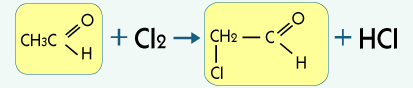 O
CH3C
H
+ Cl2 → CH2 — C
O
H
Cl
+ HCl